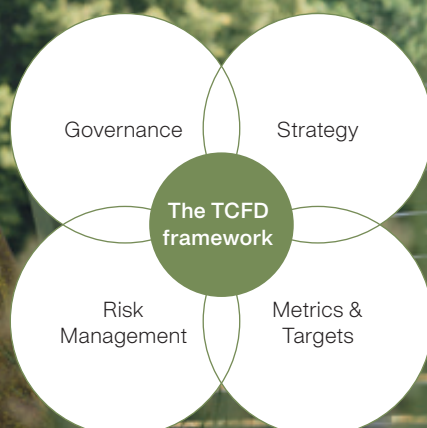 Governance
Strategy
The TCFD
framework
Risk
Management
Metrics &
Targets